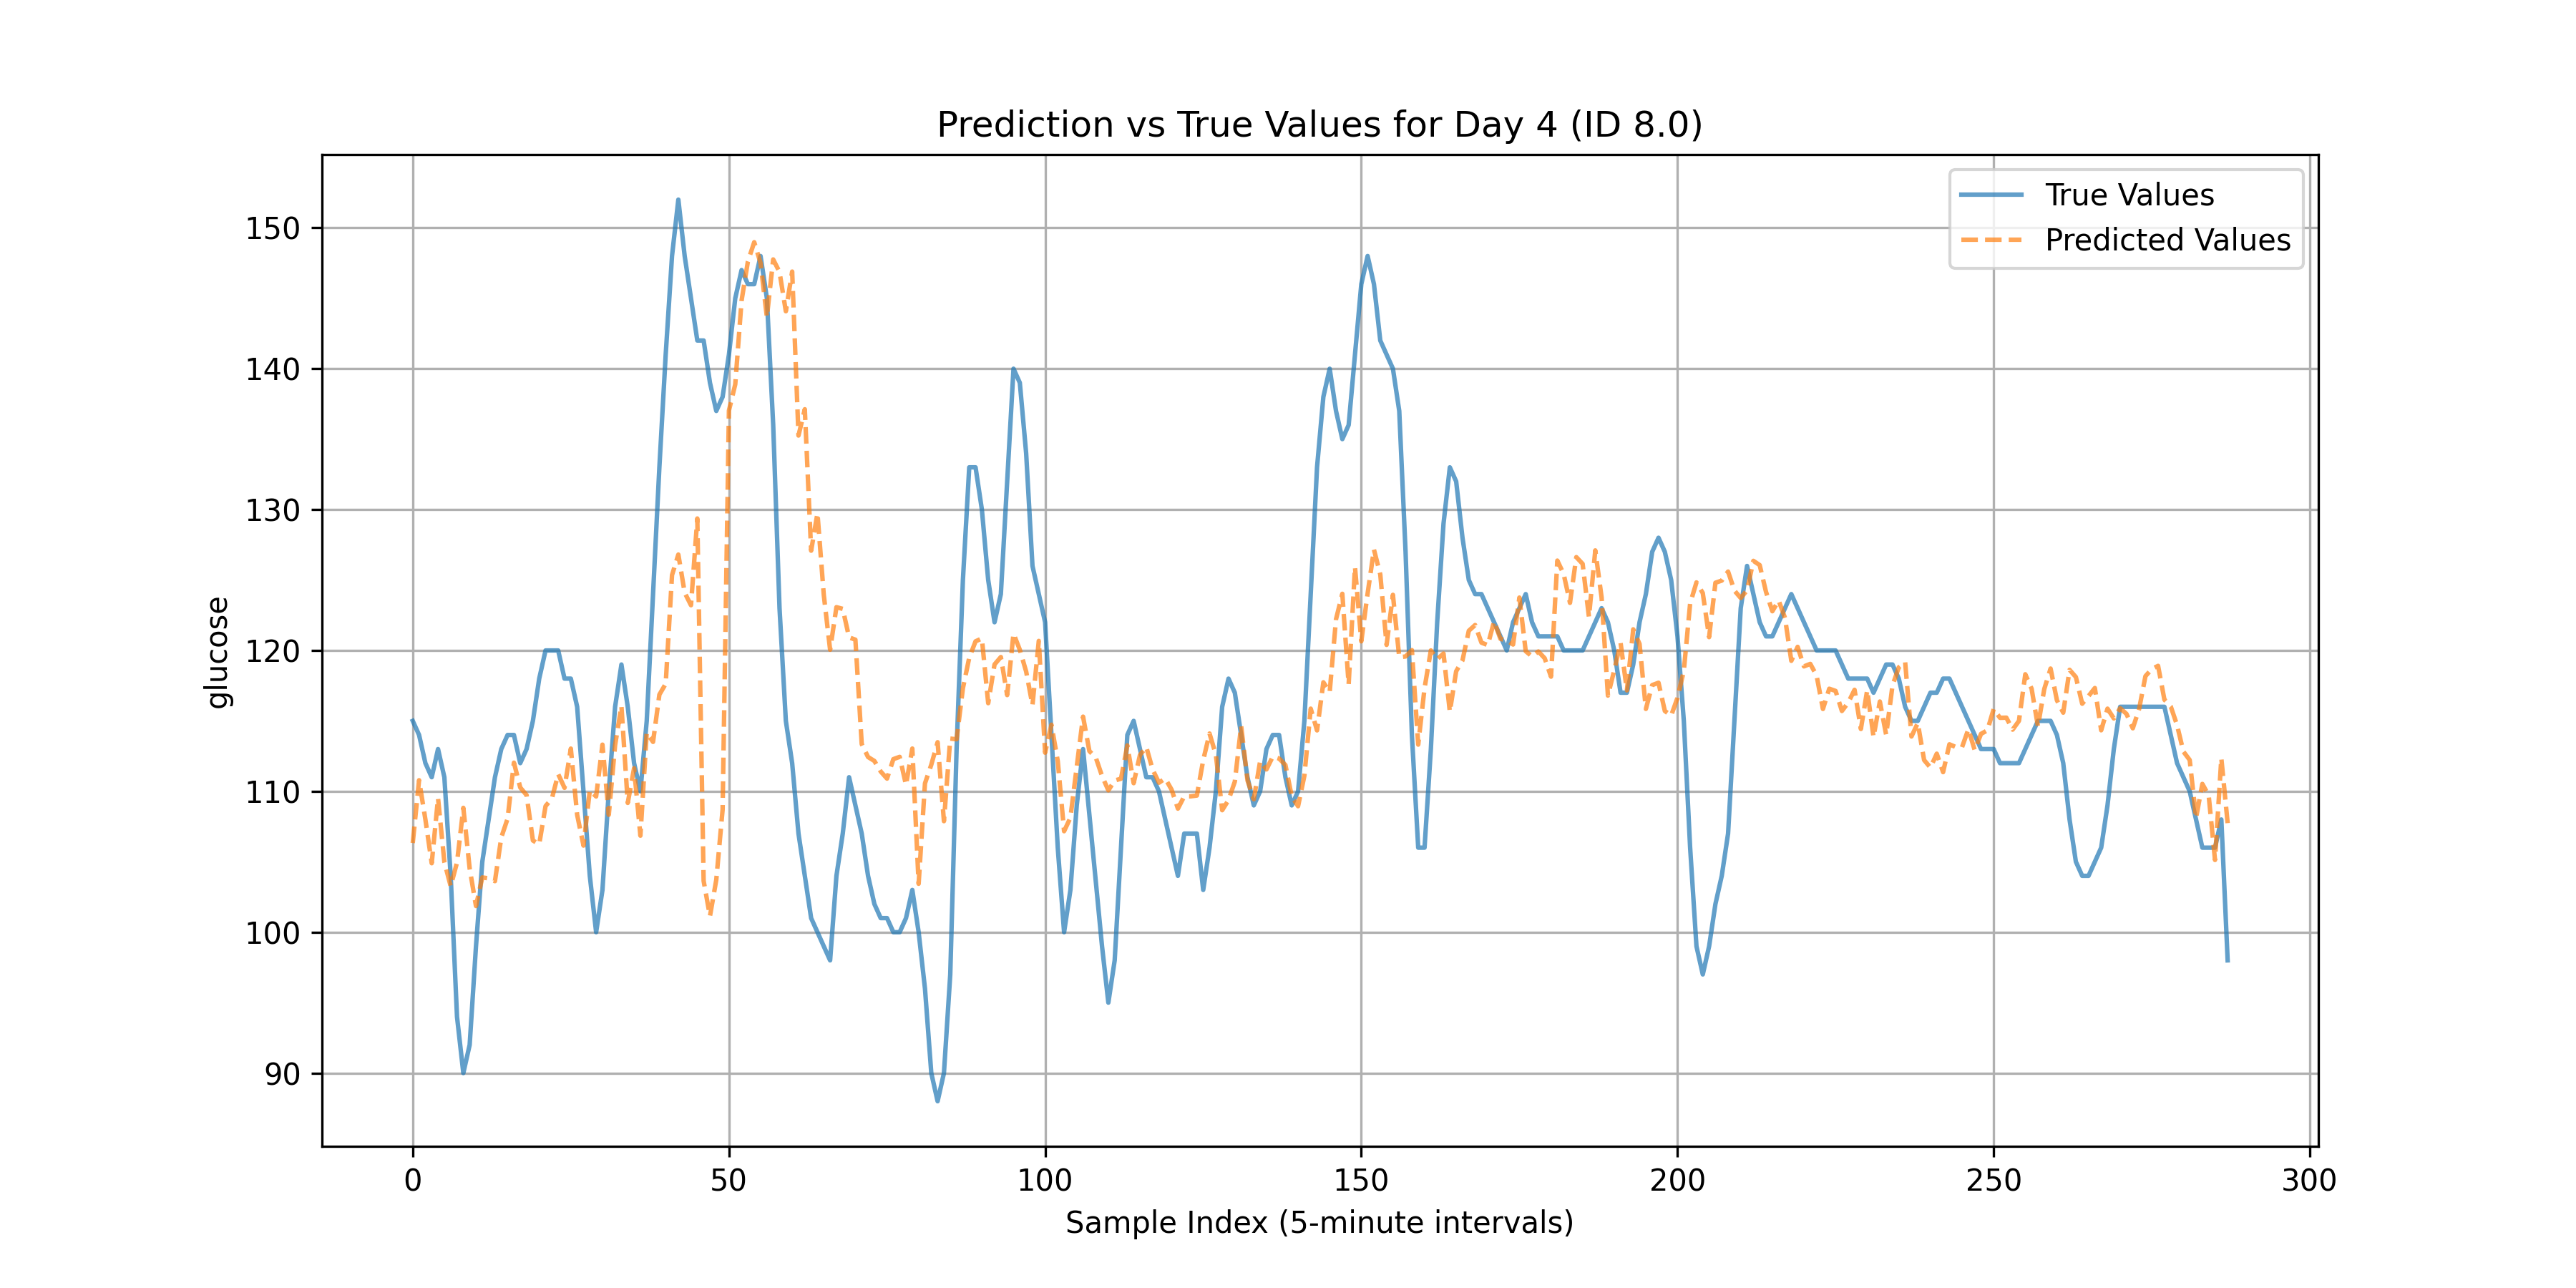 Prediction vs True Values for Day 4 (ID 8.0)
True Values
Predicted Values
glucose
150
140
130
120
110
100
90
0 50 100 150 200 250 300
Sample Index (5-minute intervals)